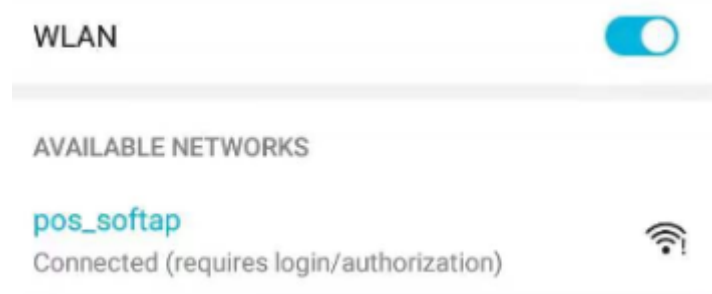 WLAN
AVAILABLE NETWORKS
pos_softap
Connected (requires login/authorization)